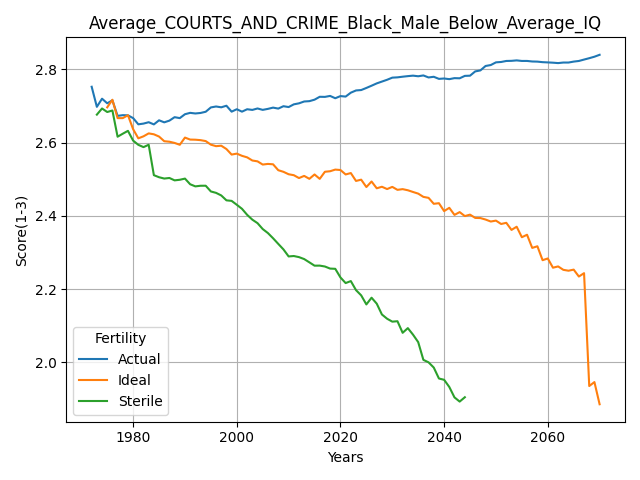 Average_COURTS_AND_CRIME_Black_Male_Below_Average_IQ
Score(1-3)
2.8
2.6
2.4
2.2
2.0
Fertility
Actual
Ideal
Sterile
1980 2000 2020 2040 2060
Years